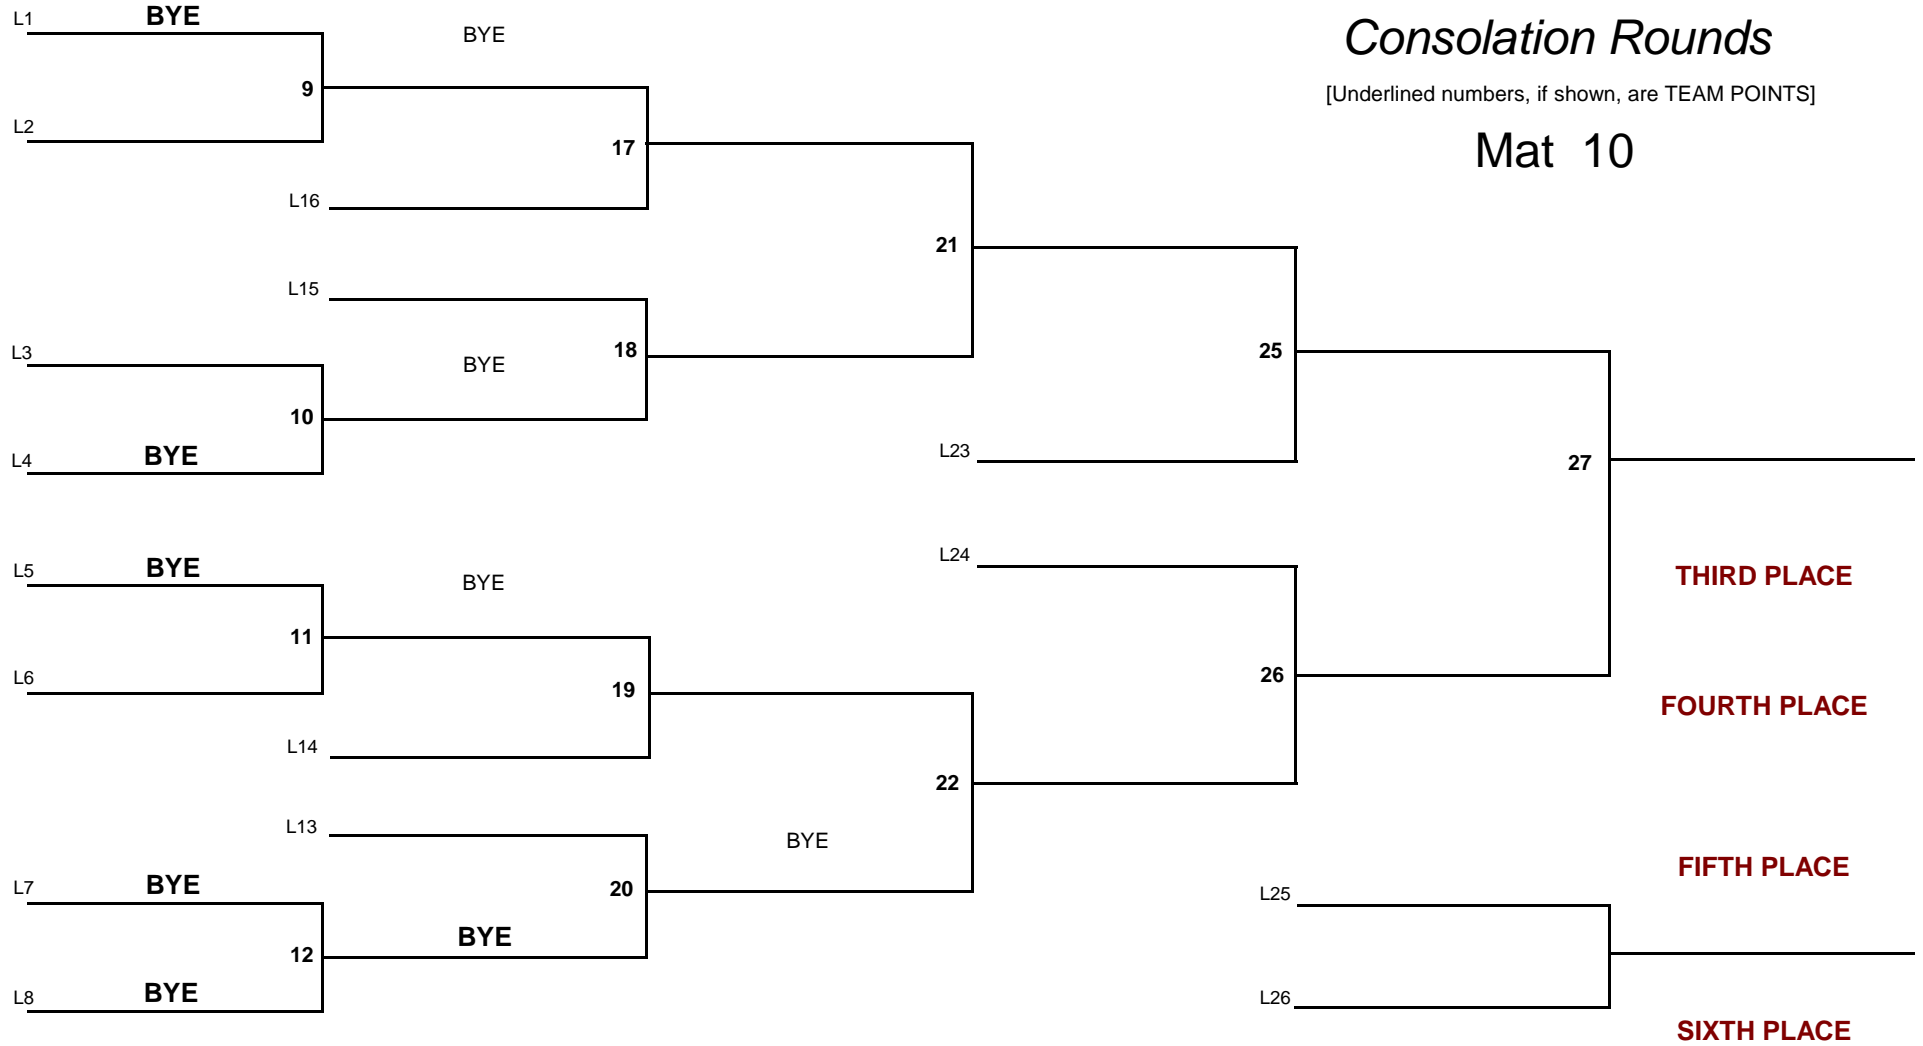 Consolation Rounds
[Underlined numbers, if shown, are TEAM POINTS]
Mat 10
L1 BYE
BYE
9
L2
17
L16
21
L15
L3
BYE
18
25
10
L4 BYE
L23
27
L24
L5 BYE
BYE
THIRD PLACE
11
L6
26
19
FOURTH PLACE
L14
22
L13
BYE
FIFTH PLACE
L7 BYE
20
L25
BYE
12
L8 BYE
L26
SIXTH PLACE